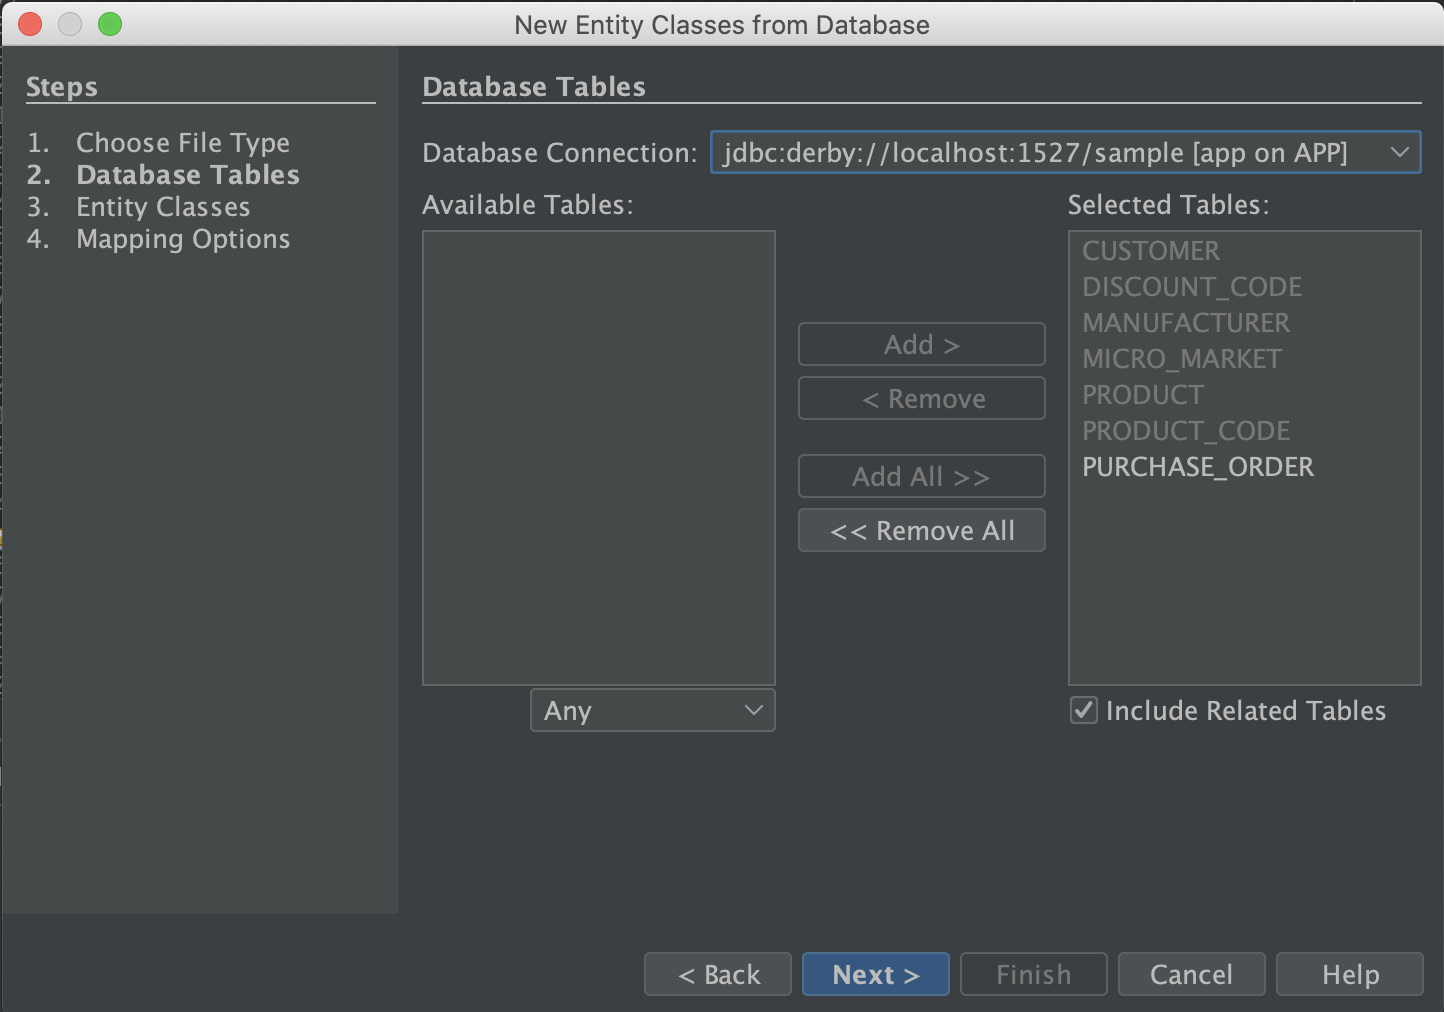 New Entity Classes from Database
Steps
1. Choose File Type
2. Database Tables
3. Entity Classes
4. Mapping Options
Database Tables
Database Connection: jdbc:derby://localhost:1527/sample [app on APP]
Available Tables:
Any
Add >
< Remove
Add All >>
<< Remove All
Selected Tables:
CUSTOMER
DISCOUNT_CODE
MANUFACTURER
MICRO_MARKET
PRODUCT
PRODUCT_CODE
PURCHASE_ORDER
Include Related Tables
< Back
Next >
Finish
Cancel
Help